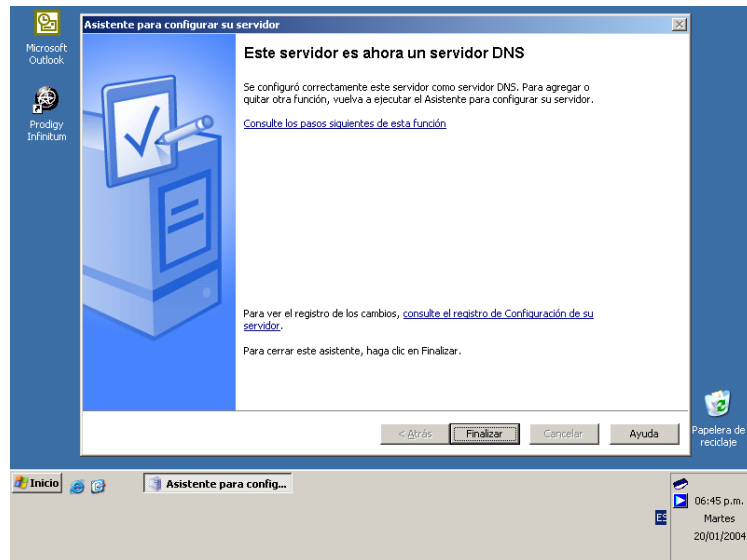 Microsoft
Outlook
Prodigy
Infinitum
Asistente para configurar su servidor
Este servidor es ahora un servidor DNS
Se configuró correctamente este servidor como servidor DNS. Para agregar o
quitar otra función, vuelva a ejecutar el Asistente para configurar su servidor.
Consulte los pasos siguientes de esta función
Para ver el registro de los cambios, consulte el registro de Configuración de su
servidor.
Para cerrar este asistente, haga clic en Finalizar.
< Atrás
Finalizar
Cancelar
Ayuda
Papelera de
reciclaje
Inicio
Asistente para config...
ES
06:45 p.m.
Martes
20/01/2004